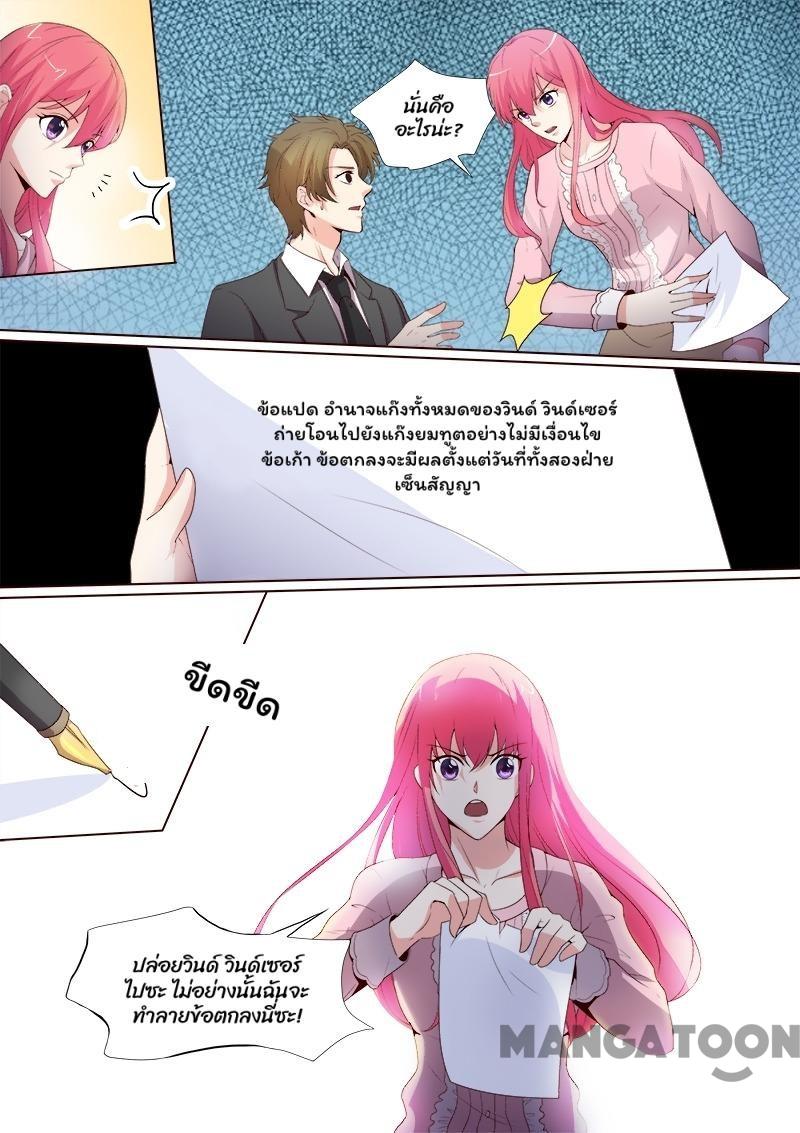 นั่นคือ
อะไรน่ะ?
ข้อแปด อำนาจแก๊งทั้งหมดของวินด์ วินด์เซอร์
ถ่ายโอนไปยังแก๊งยมทูตอย่างไม่มีเงื่อนไข
ข้อเก้า ข้อตกลงจะมีผลตั้งแต่วันที่ทั้งสองฝ่าย
เซ็นสัญญา
ขีดขีด
ปล่อยวินด์ วินด์เซอร์
ไปซะ ไม่อย่างนั้นฉันจะ
ทำลายข้อตกลงนี่ซะ!
MANGATOON